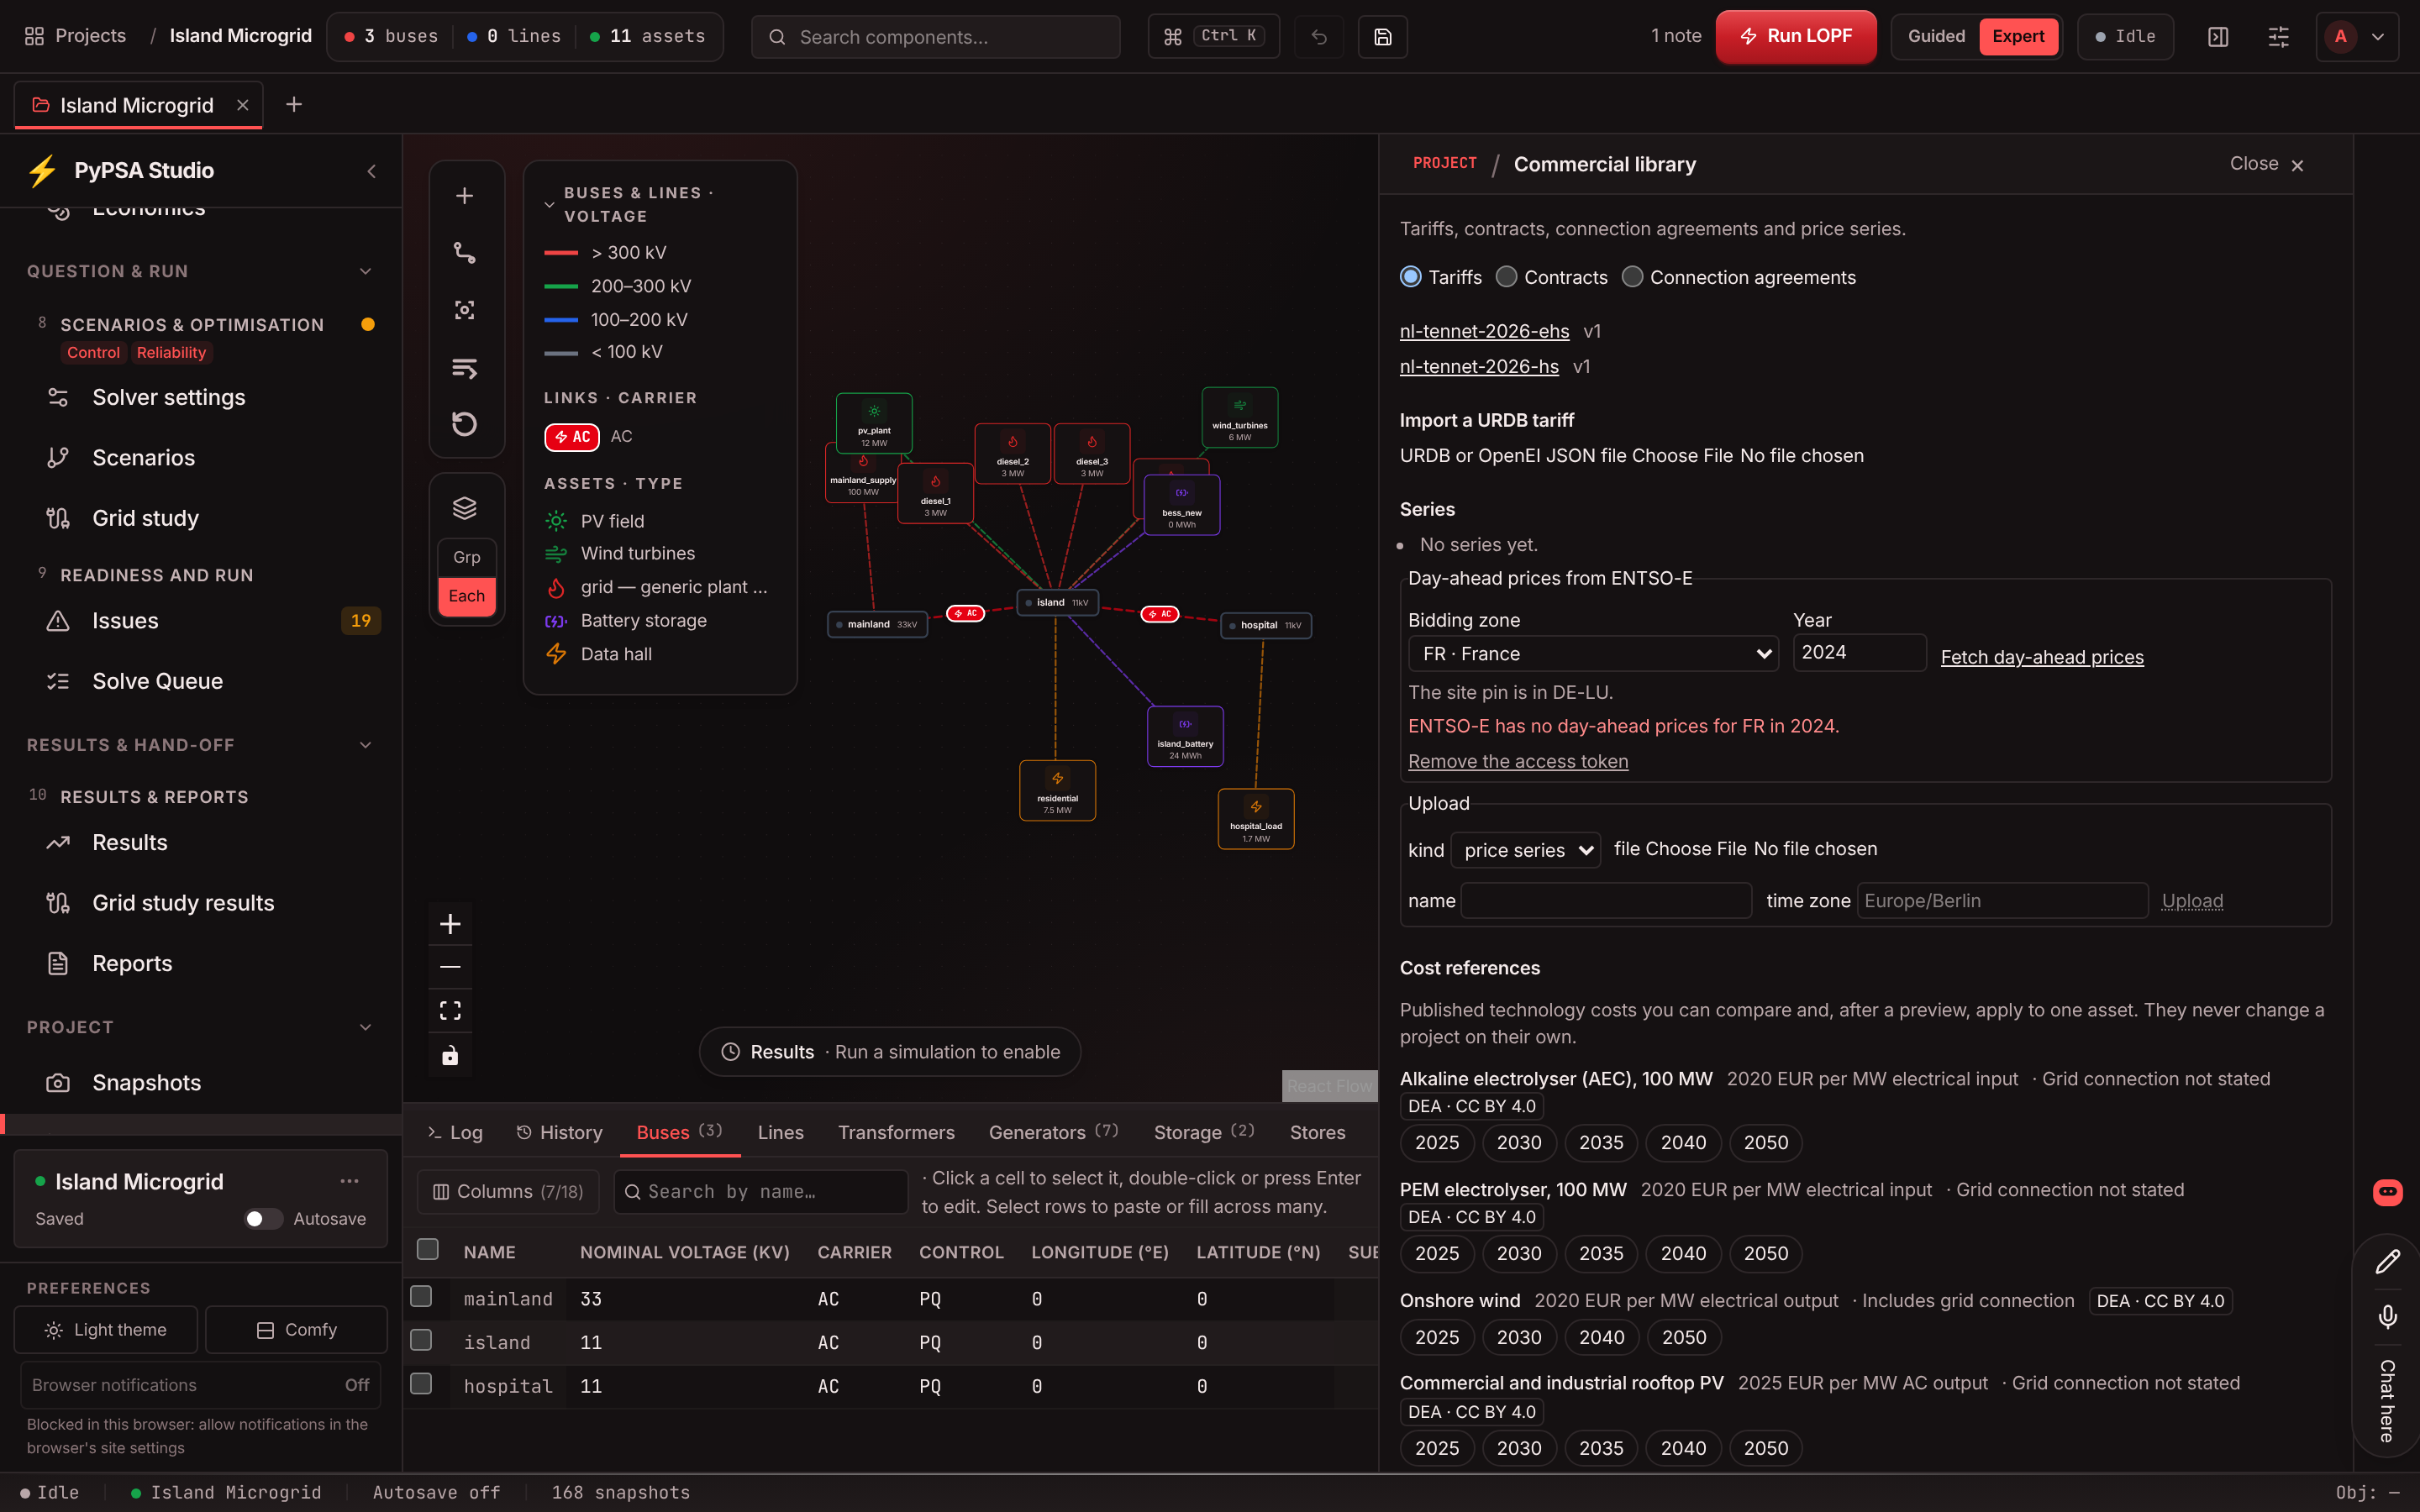 Projects / Island Microgrid
3 buses
0 lines
11 assets
Search components...
Ctrl K
1 note
Run LOPF
Guided
Expert
Idle
A
Island Microgrid
PyPSA Studio
Economics
QUESTION & RUN
8 SCENARIOS & OPTIMISATION
Control Reliability
Solver settings
Scenarios
Grid study
9 READINESS AND RUN
Issues 19
Solve Queue
RESULTS & HAND-OFF
10 RESULTS & REPORTS
Results
Grid study results
Reports
PROJECT
Snapshots
Island Microgrid
Saved
Autosave
PREFERENCES
Light theme
Comfy
Browser notifications Off
Blocked in this browser: allow notifications in the
browser's site settings
Grp
Each
BUSES & LINES ·
VOLTAGE
> 300 kV
200–300 kV
100–200 kV
< 100 kV
LINKS · CARRIER
AC AC
ASSETS · TYPE
PV field
Wind turbines
grid — generic plant ...
Battery storage
Data hall
pv_plant
12 MW
mainland_supply
100 MW
diesel_1
3 MW
diesel_2
3 MW
diesel_3
3 MW
wind_turbines
6 MW
bess_new
0 MWh
mainland 33kV
AC
island 11kV
AC
hospital 11kV
island_battery
24 MWh
residential
7.5 MW
hospital_load
1.7 MW
Results · Run a simulation to enable
React Flow
Log
History
Buses (3)
Lines
Transformers
Generators (7)
Storage (2)
Stores
Columns (7/18)
Search by name…
· Click a cell to select it, double-click or press Enter
to edit. Select rows to paste or fill across many.
NAME NOMINAL VOLTAGE (KV) CARRIER CONTROL LONGITUDE (°E) LATITUDE (°N) SUB
mainland 33 AC PQ 0 0
island 11 AC PQ 0 0
hospital 11 AC PQ 0 0
PROJECT / Commercial library
Close
Tariffs, contracts, connection agreements and price series.
Tariffs Contracts Connection agreements
nl-tennet-2026-ehs v1
nl-tennet-2026-hs v1
Import a URDB tariff
URDB or OpenEI JSON file Choose File No file chosen
Series
No series yet.
Day-ahead prices from ENTSO-E
Bidding zone Year
FR · France 2024 Fetch day-ahead prices
The site pin is in DE-LU.
ENTSO-E has no day-ahead prices for FR in 2024.
Remove the access token
Upload
kind price series file Choose File No file chosen
name time zone Europe/Berlin Upload
Cost references
Published technology costs you can compare and, after a preview, apply to one asset. They never change a
project on their own.
Alkaline electrolyser (AEC), 100 MW 2020 EUR per MW electrical input · Grid connection not stated
DEA · CC BY 4.0
2025 2030 2035 2040 2050
PEM electrolyser, 100 MW 2020 EUR per MW electrical input · Grid connection not stated
DEA · CC BY 4.0
2025 2030 2035 2040 2050
Onshore wind 2020 EUR per MW electrical output · Includes grid connection DEA · CC BY 4.0
2025 2030 2040 2050
Commercial and industrial rooftop PV 2025 EUR per MW AC output · Grid connection not stated
DEA · CC BY 4.0
2025 2030 2035 2040 2050
Chat here
Idle
Island Microgrid
Autosave off
168 snapshots
Obj: —